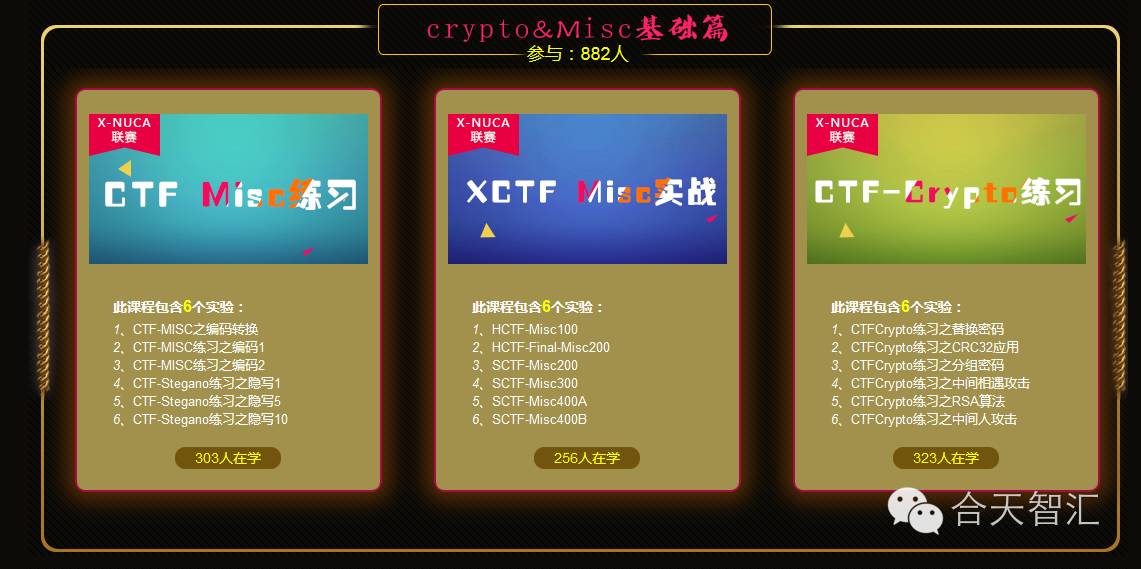 crypto&Misc基础篇
参与：882人
X-NUCA
联赛
CTF Misc练习
此课程包含6个实验：
1、CTF-MISC之编码转换
2、CTF-MISC练习之编码1
3、CTF-MISC练习之编码2
4、CTF-Stegano练习之隐写1
5、CTF-Stegano练习之隐写5
6、CTF-Stegano练习之隐写10
303人在学
X-NUCA
联赛
XCTF Misc实战
此课程包含6个实验：
1、HCTF-Misc100
2、HCTF-Final-Misc200
3、SCTF-Misc200
4、SCTF-Misc300
5、SCTF-Misc400A
6、SCTF-Misc400B
256人在学
X-NUCA
联赛
CTF-Crypto练习
此课程包含6个实验：
1、CTFCrypto练习之替换密码
2、CTFCrypto练习之CRC32应用
3、CTFCrypto练习之分组密码
4、CTFCrypto练习之中间相遇攻击
5、CTFCrypto练习之RSA算法
6、CTFCrypto练习之中间人攻击
323人在学
合天智汇